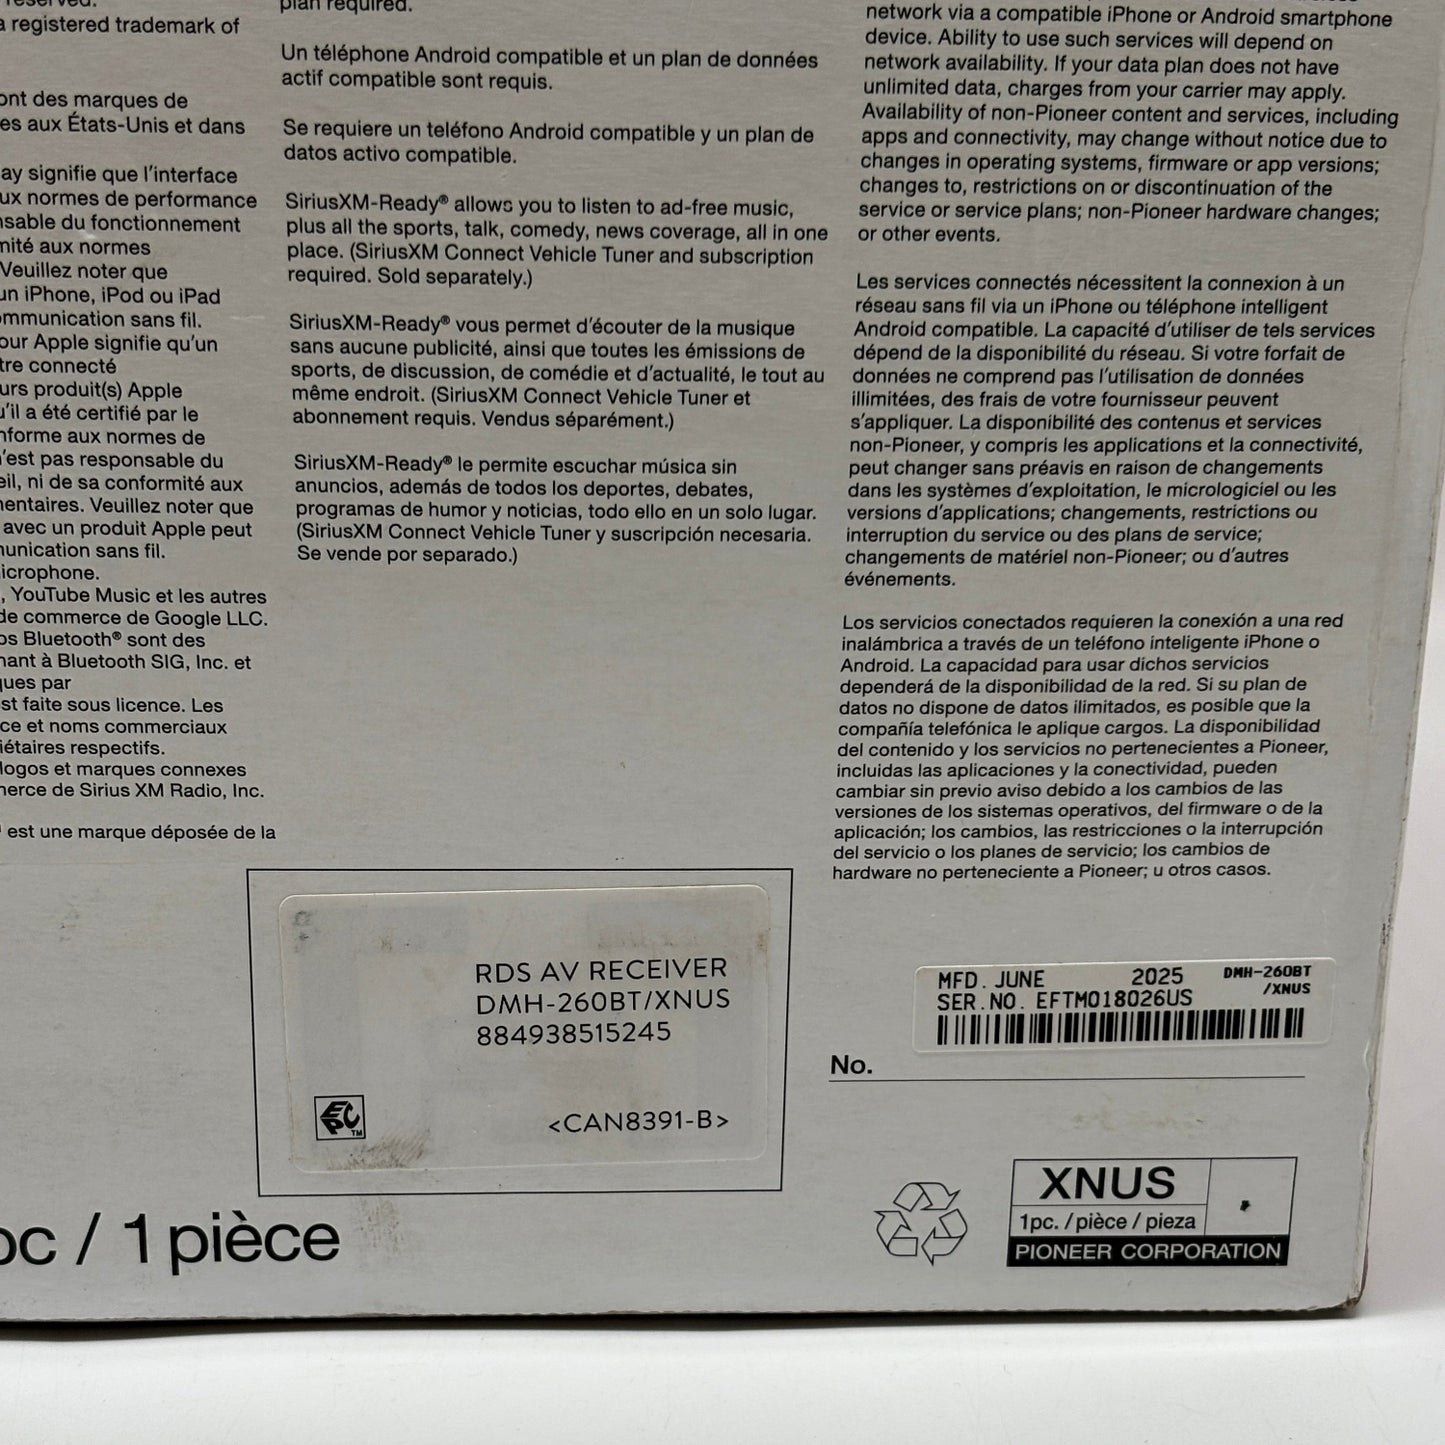 reserved.
a registered trademark of
ont des marques de
es aux États-Unis et dans
ay signifie que l'interface
ux normes de performance
nsable du fonctionnement
mité aux normes
Veuillez noter que
un iPhone, iPod ou iPad
ommunication sans fil.
our Apple signifie qu'un
tre connecté
urs produit(s) Apple
u'il a été certifié par le
nforme aux normes de
n'est pas responsable du
eil, ni de sa conformité aux
nentaires. Veuillez noter que
avec un produit Apple peut
nunication sans fil.
icrophone.
, YouTube Music et les autres
de commerce de Google LLC.
os Bluetooth® sont des
nant à Bluetooth SIG, Inc. et
ques par
st faite sous licence. Les
ce et noms commerciaux
iétaires respectifs.
logos et marques connexes
nerce de Sirius XM Radio, Inc.
est une marque déposée de la
plan required.
Un téléphone Android compatible et un plan de données
actif compatible sont requis.
Se requiere un teléfono Android compatible y un plan de
datos activo compatible.
SiriusXM-Ready® allows you to listen to ad-free music,
plus all the sports, talk, comedy, news coverage, all in one
place. (SiriusXM Connect Vehicle Tuner and subscription
required. Sold separately.)
SiriusXM-Ready® vous permet d'écouter de la musique
sans aucune publicité, ainsi que toutes les émissions de
sports, de discussion, de comédie et d'actualité, le tout au
même endroit. (SiriusXM Connect Vehicle Tuner et
abonnement requis. Vendus séparément.)
SiriusXM-Ready® le permite escuchar música sin
anuncios, además de todos los deportes, debates,
programas de humor y noticias, todo ello en un solo lugar.
(SiriusXM Connect Vehicle Tuner y suscripción necesaria.
Se vende por separado.)
network via a compatible iPhone or Android smartphone
device. Ability to use such services will depend on
network availability. If your data plan does not have
unlimited data, charges from your carrier may apply.
Availability of non-Pioneer content and services, including
apps and connectivity, may change without notice due to
changes in operating systems, firmware or app versions;
changes to, restrictions on or discontinuation of the
service or service plans; non-Pioneer hardware changes;
or other events.
Les services connectés nécessitent la connexion à un
réseau sans fil via un iPhone ou téléphone intelligent
Android compatible. La capacité d'utiliser de tels services
dépend de la disponibilité du réseau. Si votre forfait de
données ne comprend pas l'utilisation de données
illimitées, des frais de votre fournisseur peuvent
s'appliquer. La disponibilité des contenus et services
non-Pioneer, y compris les applications et la connectivité,
peut changer sans préavis en raison de changements
dans les systèmes d'exploitation, le micrologiciel ou les
versions d'applications; changements, restrictions ou
interruption du service ou des plans de service;
changements de matériel non-Pioneer; ou d'autres
événements.
Los servicios conectados requieren la conexión a una red
inalámbrica a través de un teléfono inteligente iPhone o
Android. La capacidad para usar dichos servicios
dependerá de la disponibilidad de la red. Si su plan de
datos no dispone de datos ilimitados, es posible que la
compañía telefónica le aplique cargos. La disponibilidad
del contenido y los servicios no pertenecientes a Pioneer,
incluidas las aplicaciones y la conectividad, pueden
cambiar sin previo aviso debido a los cambios de las
versiones de los sistemas operativos, del firmware o de la
aplicación; los cambios, las restricciones o la interrupción
del servicio o los planes de servicio; los cambios de
hardware no perteneciente a Pioneer; u otros casos.
RDS AV RECEIVER
DMH-260BT/XNUS
884938515245
EC PC TM
<CAN8391-B>
MFD. JUNE 2025 DMH-260BT
/XNUS
SER.NO. EFTM018026US
No.
pc / 1 pièce
XNUS
1pc. / pièce / pieza
PIONEER CORPORATION